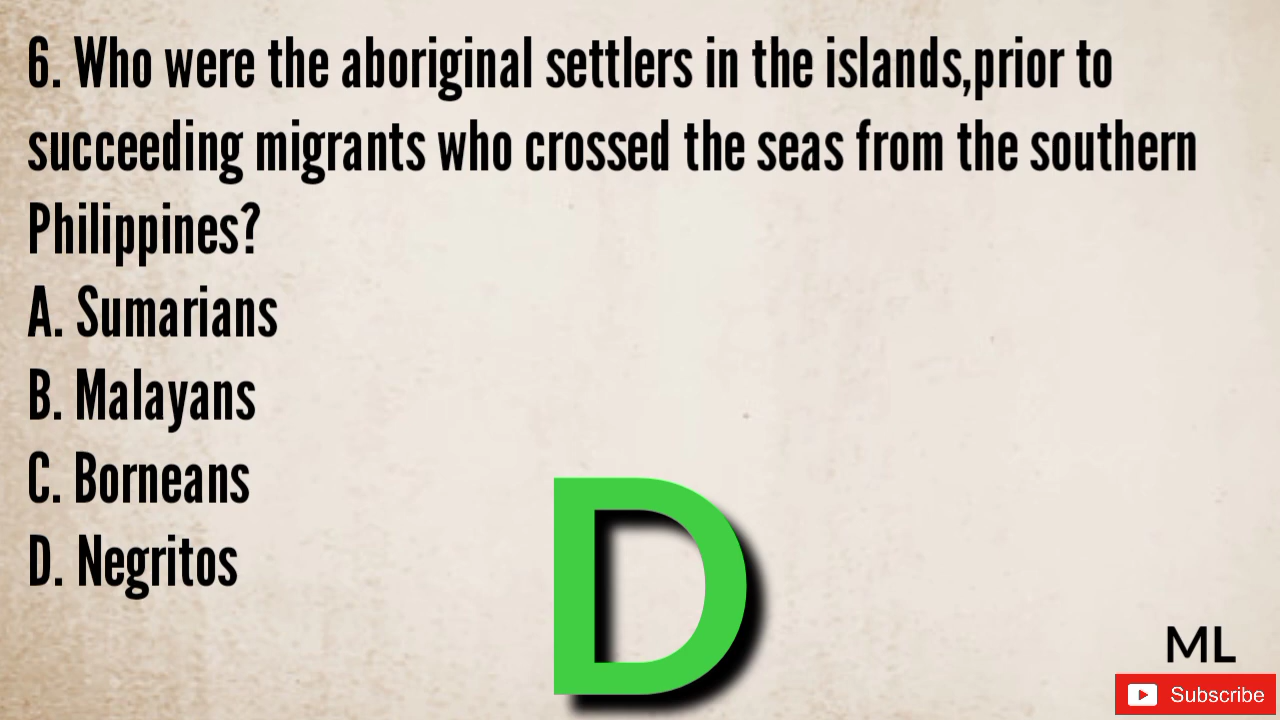 6. Who were the aboriginal settlers in the islands,prior to
succeeding migrants who crossed the seas from the southern
Philippines?
A. Sumarians
B. Malayans
C. Borneans
D. Negritos
D
ML
Subscribe